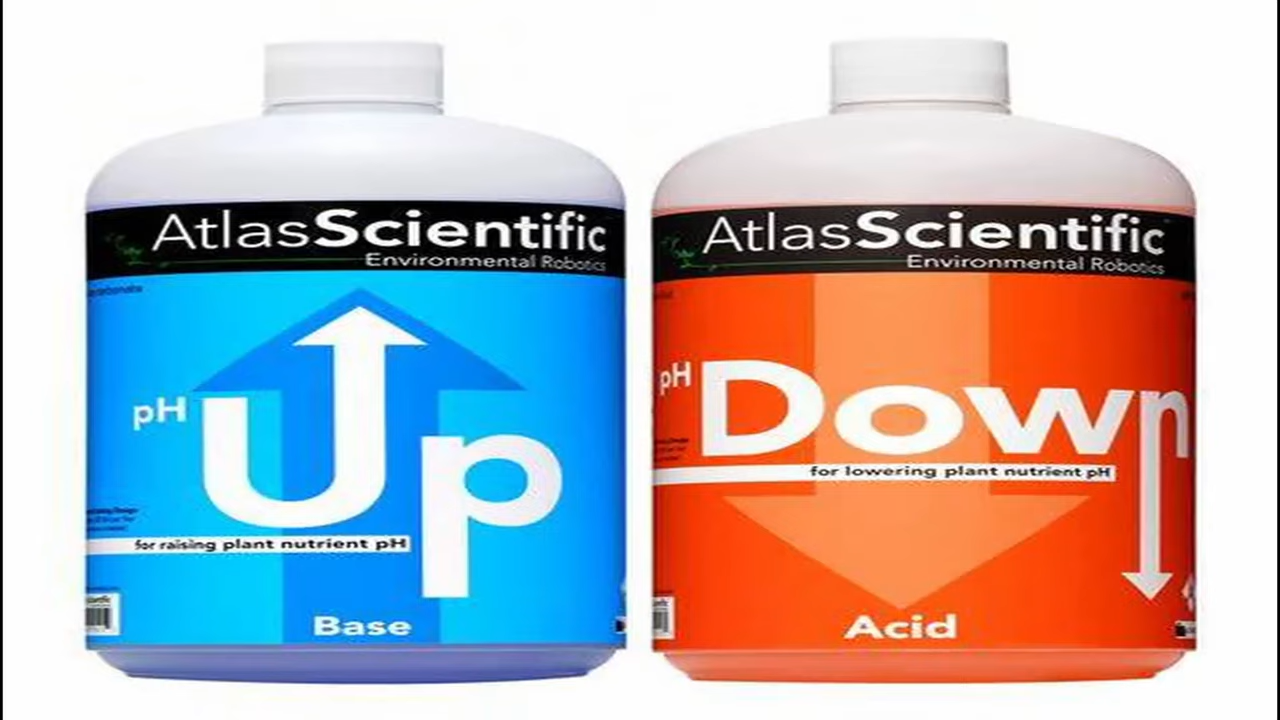 AtlasScientific
Environmental Robotics
pH Up
for raising plant nutrient pH
Base
AtlasScientific
Environmental Robotics
pH Down
for lowering plant nutrient pH
Acid